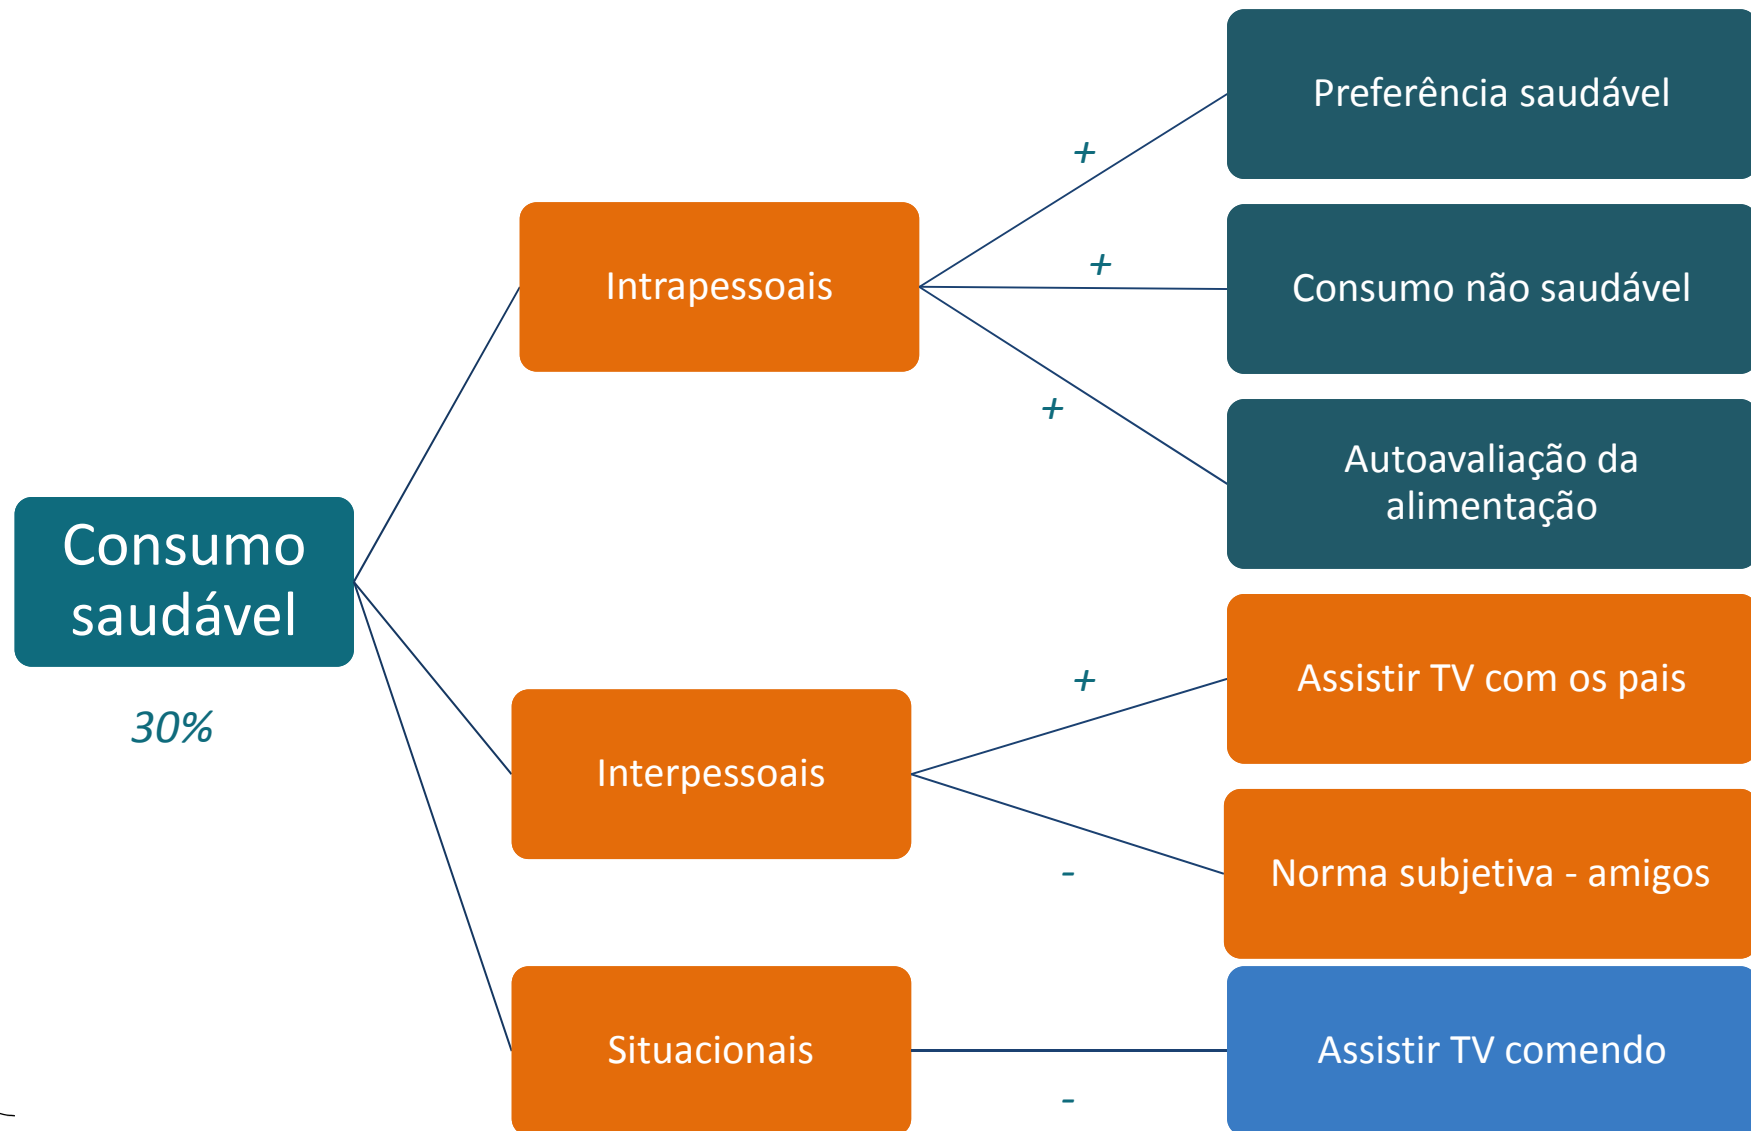 Consumo
saudável
30%
Intrapessoais
+
Preferência saudável
+
Consumo não saudável
+
Autoavaliação da
alimentação
Interpessoais
+
Assistir TV com os pais
-
Norma subjetiva - amigos
Situacionais
-
Assistir TV comendo